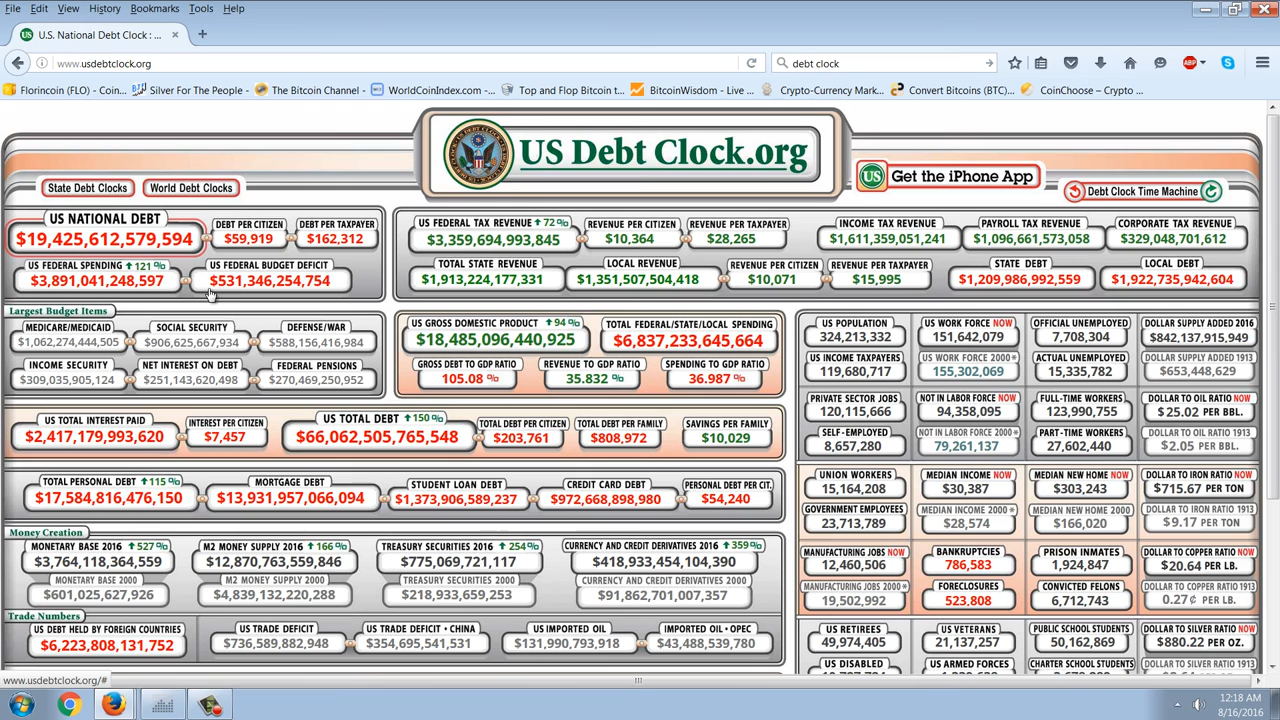 File Edit View History Bookmarks Tools Help
U.S. National Debt Clock : ...
www.usdebtclock.org
debt clock
ABP
Florincoin (FLO) - Coin...
Silver For The People - ...
The Bitcoin Channel - ...
WorldCoinIndex.com - ...
Top and Flop Bitcoin t...
BitcoinWisdom - Live ...
Crypto-Currency Mark...
Convert Bitcoins (BTC)...
CoinChoose – Crypto ...
US Debt Clock.org
State Debt Clocks World Debt Clocks
US Get the iPhone App
Debt Clock Time Machine
US NATIONAL DEBT
$19,425,612,579,594
DEBT PER CITIZEN
$59,919
DEBT PER TAXPAYER
$162,312
US FEDERAL SPENDING 121 %
$3,891,041,248,597
US FEDERAL BUDGET DEFICIT
$531,346,254,754
US FEDERAL TAX REVENUE 72 %
$3,359,694,993,845
REVENUE PER CITIZEN
$10,364
REVENUE PER TAXPAYER
$28,265
INCOME TAX REVENUE
$1,611,359,051,241
PAYROLL TAX REVENUE
$1,096,661,573,058
CORPORATE TAX REVENUE
$329,048,701,612
TOTAL STATE REVENUE
$1,913,224,177,331
LOCAL REVENUE
$1,351,507,504,418
REVENUE PER CITIZEN
$10,071
REVENUE PER TAXPAYER
$15,995
STATE DEBT
$1,209,986,992,559
LOCAL DEBT
$1,922,735,942,604
Largest Budget Items
MEDICARE/MEDICAID
$1,062,274,444,505
SOCIAL SECURITY
$906,625,667,934
DEFENSE/WAR
$588,156,416,984
INCOME SECURITY
$309,035,905,124
NET INTEREST ON DEBT
$251,143,620,498
FEDERAL PENSIONS
$270,469,250,952
US GROSS DOMESTIC PRODUCT 94 %
$18,485,096,440,925
TOTAL FEDERAL/STATE/LOCAL SPENDING
$6,837,233,645,664
GROSS DEBT TO GDP RATIO
105.08 %
REVENUE TO GDP RATIO
35.832 %
SPENDING TO GDP RATIO
36.987 %
US TOTAL INTEREST PAID
$2,417,179,993,620
INTEREST PER CITIZEN
$7,457
US TOTAL DEBT 150 %
$66,062,505,765,548
TOTAL DEBT PER CITIZEN
$203,761
TOTAL DEBT PER FAMILY
$808,972
SAVINGS PER FAMILY
$10,029
TOTAL PERSONAL DEBT 115 %
$17,584,816,476,150
MORTGAGE DEBT
$13,931,957,066,094
STUDENT LOAN DEBT
$1,373,906,589,237
CREDIT CARD DEBT
$972,668,898,980
PERSONAL DEBT PER CIT.
$54,240
Money Creation
MONETARY BASE 2016 527 %
$3,764,118,364,559
M2 MONEY SUPPLY 2016 166 %
$12,870,763,559,846
TREASURY SECURITIES 2016 254 %
$775,069,721,117
CURRENCY AND CREDIT DERIVATIVES 2016 359 %
$418,933,454,104,390
MONETARY BASE 2000
$601,025,627,926
M2 MONEY SUPPLY 2000
$4,839,132,220,288
TREASURY SECURITIES 2000
$218,933,659,253
CURRENCY AND CREDIT DERIVATIVES 2000
$91,862,701,007,357
Trade Numbers
US DEBT HELD BY FOREIGN COUNTRIES
$6,223,808,131,752
US TRADE DEFICIT
$736,589,882,948
US TRADE DEFICIT • CHINA
$354,695,541,531
US IMPORTED OIL
$131,990,793,918
IMPORTED OIL • OPEC
$43,488,539,780
US POPULATION
324,213,332
US WORK FORCE NOW
151,642,079
OFFICIAL UNEMPLOYED
7,708,304
DOLLAR SUPPLY ADDED 2016
$842,137,915,949
US INCOME TAXPAYERS
119,680,717
US WORK FORCE 2000*
155,302,069
ACTUAL UNEMPLOYED
15,335,782
DOLLAR SUPPLY ADDED 1913
$653,448,629
PRIVATE SECTOR JOBS
120,115,666
NOT IN LABOR FORCE NOW
94,358,095
FULL-TIME WORKERS
123,990,755
DOLLAR TO OIL RATIO NOW
$25.02 PER BBL.
SELF-EMPLOYED
8,657,280
NOT IN LABOR FORCE 2000*
79,261,137
PART-TIME WORKERS
27,602,440
DOLLAR TO OIL RATIO 1913
$2.05 PER BBL.
UNION WORKERS
15,164,208
MEDIAN INCOME NOW
$30,387
MEDIAN NEW HOME NOW
$303,243
DOLLAR TO IRON RATIO NOW
$715.67 PER TON
GOVERNMENT EMPLOYEES
23,713,789
MEDIAN INCOME 2000*
$28,574
MEDIAN NEW HOME 2000
$166,020
DOLLAR TO IRON RATIO 1913
$9.17 PER TON
MANUFACTURING JOBS NOW
12,460,506
BANKRUPTCIES
786,583
PRISON INMATES
1,924,847
DOLLAR TO COPPER RATIO NOW
$20.64 PER LB.
MANUFACTURING JOBS 2000*
19,502,992
FORECLOSURES
523,808
CONVICTED FELONS
6,712,743
DOLLAR TO COPPER RATIO 1913
0.27¢ PER LB.
US RETIREES
49,974,405
US VETERANS
21,137,257
PUBLIC SCHOOL STUDENTS
50,162,869
DOLLAR TO SILVER RATIO NOW
$880.22 PER OZ.
US DISABLED
US ARMED FORCES
CHARTER SCHOOL STUDENTS
DOLLAR TO SILVER RATIO 1913
www.usdebtclock.org/#
12:18 AM
8/16/2016